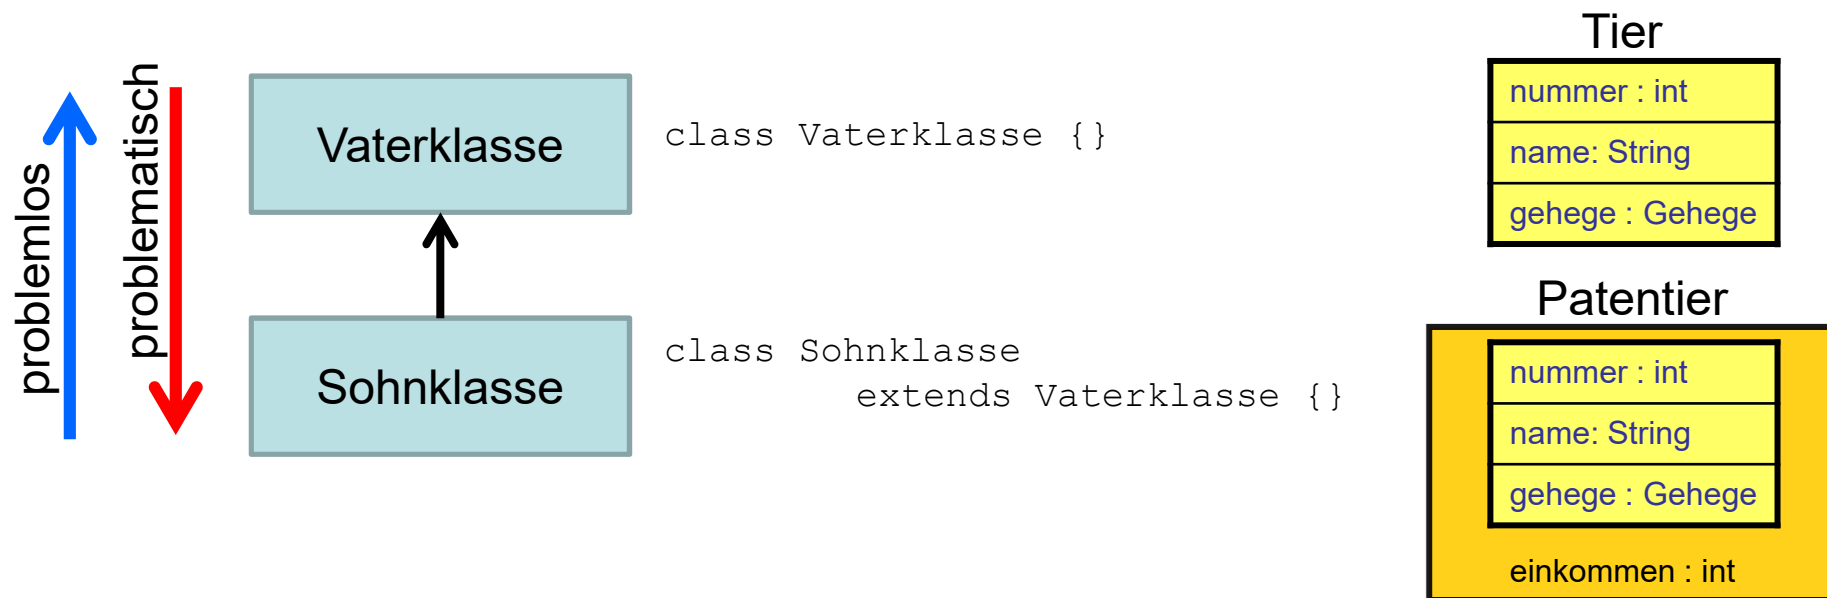 problemlos
problematisch
Vaterklasse
class Vaterklasse {}
Sohnklasse
class Sohnklasse
extends Vaterklasse {}
Tier
nummer : int
name: String
gehege : Gehege
Patentier
nummer : int
name: String
gehege : Gehege
einkommen : int